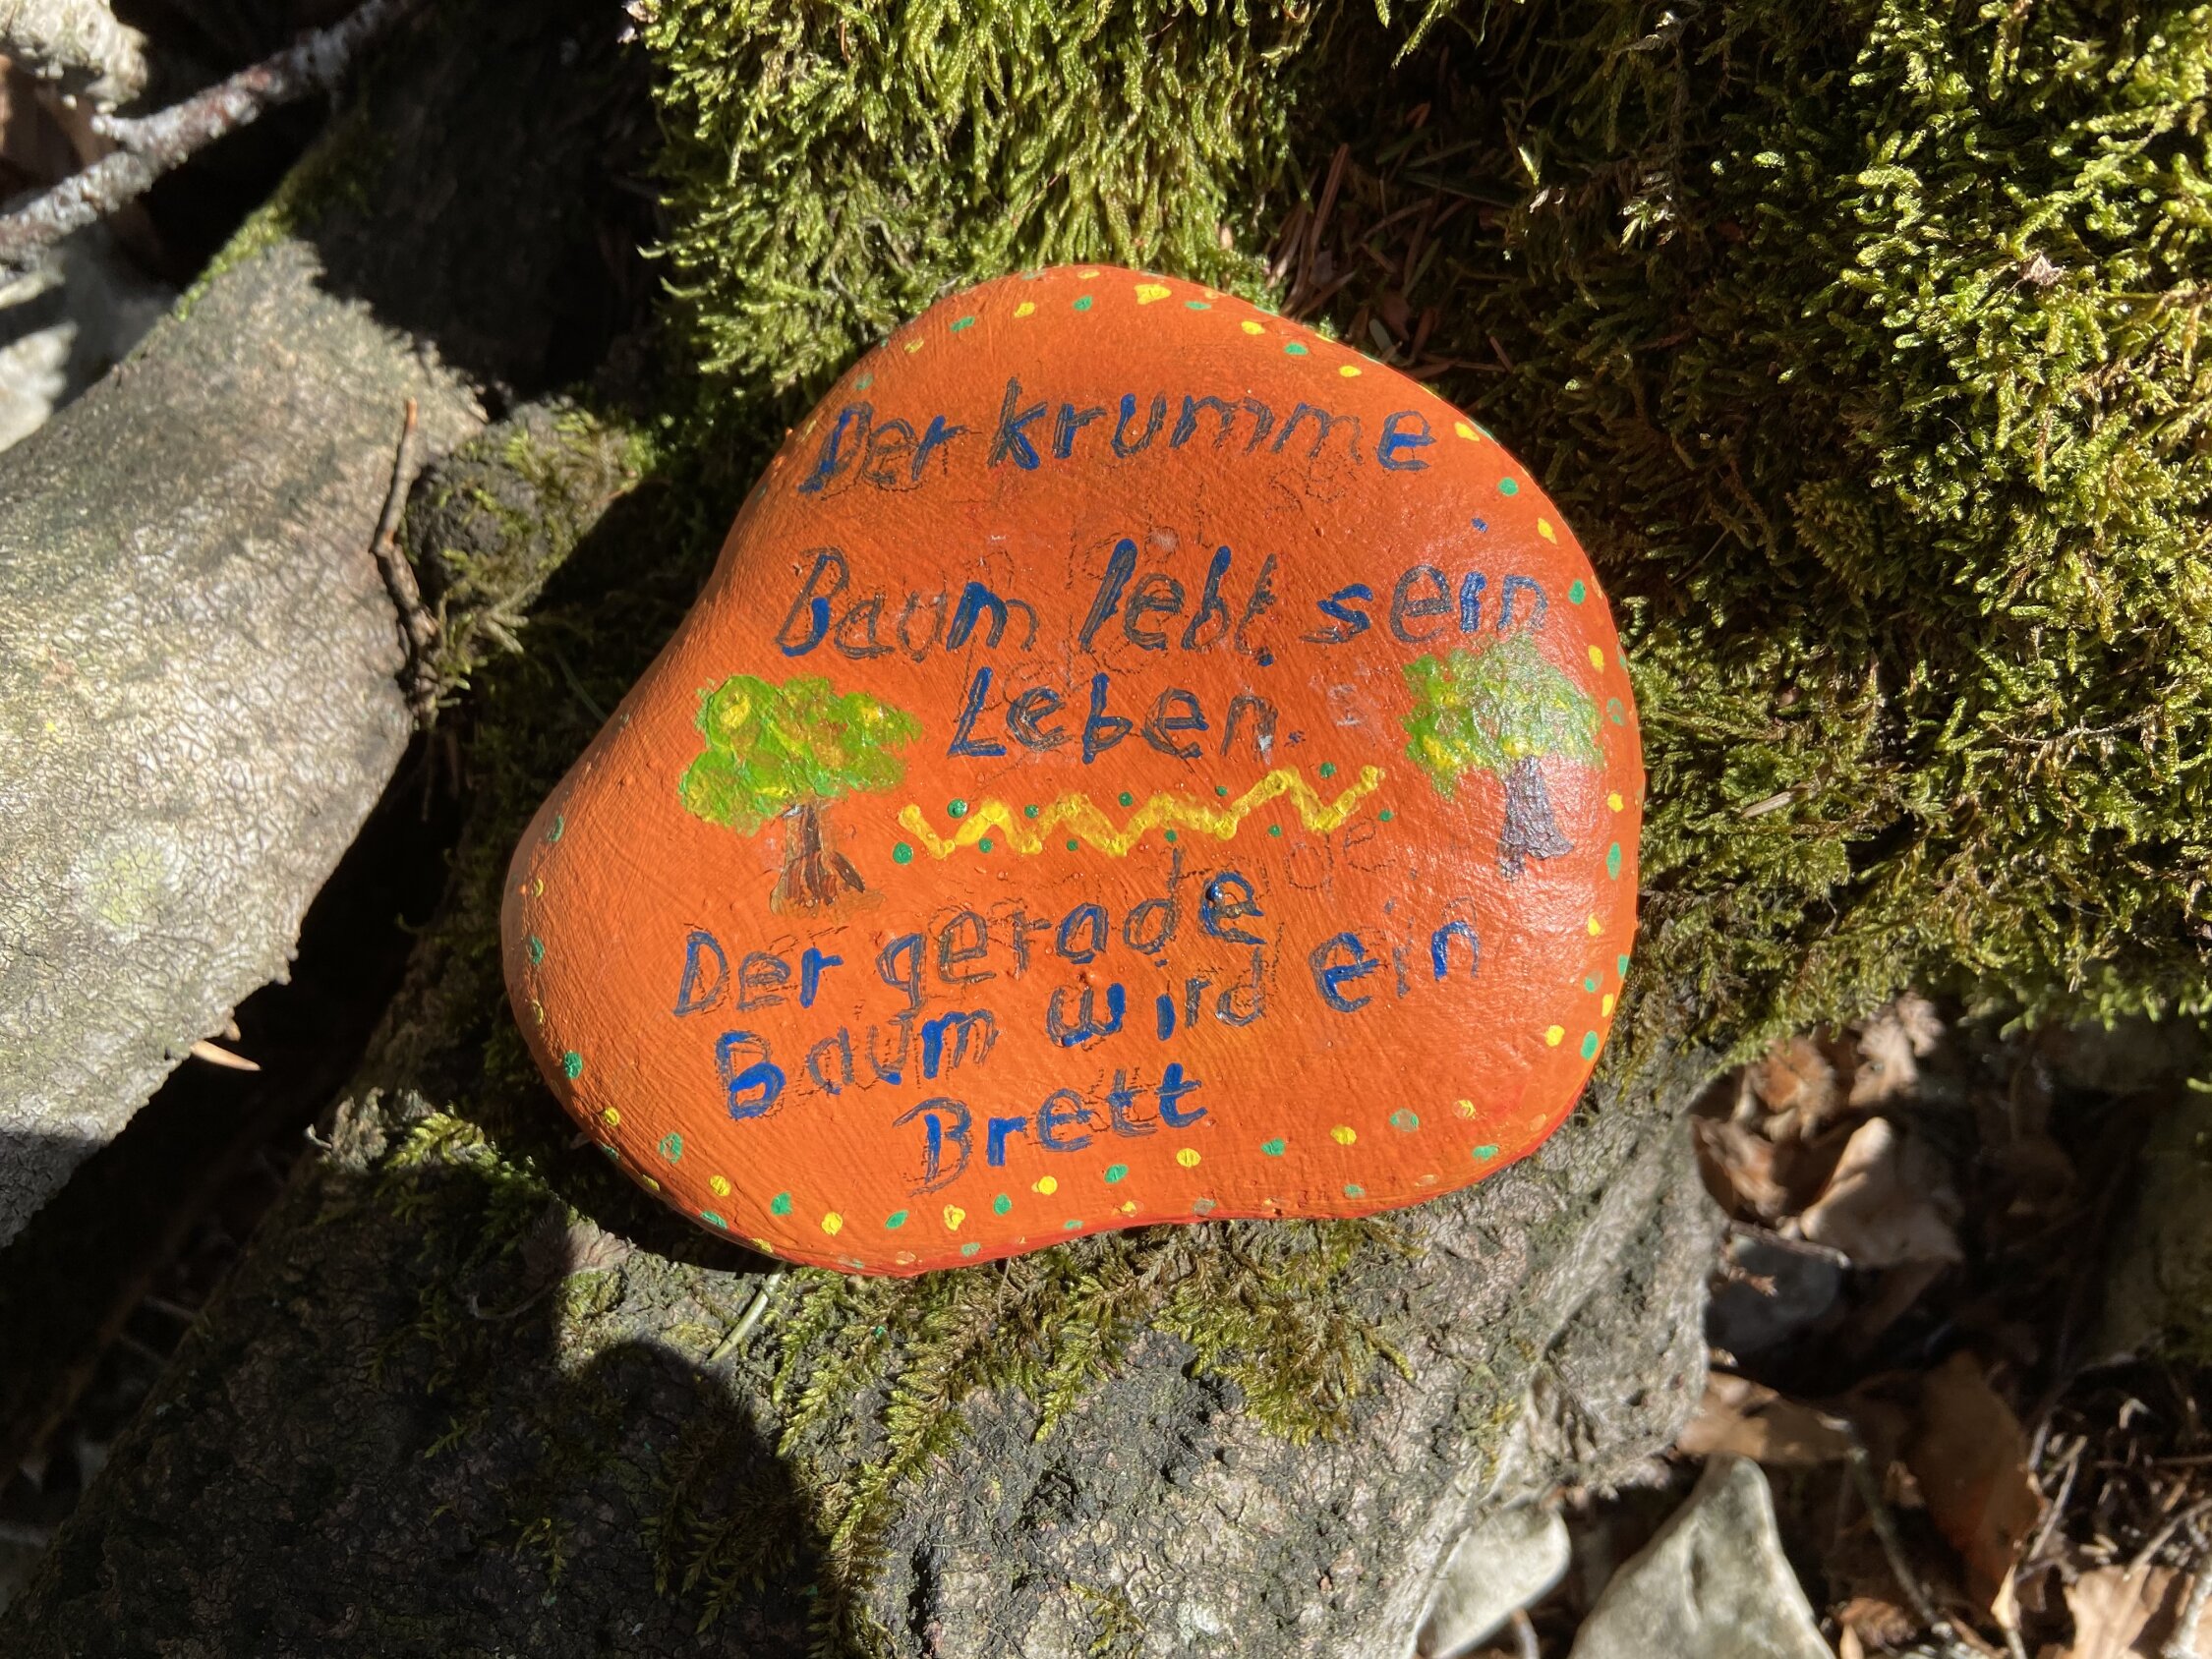 Der krumme
Baum lebt sein
Leben.
Der gerade
Baum wird ein
Brett